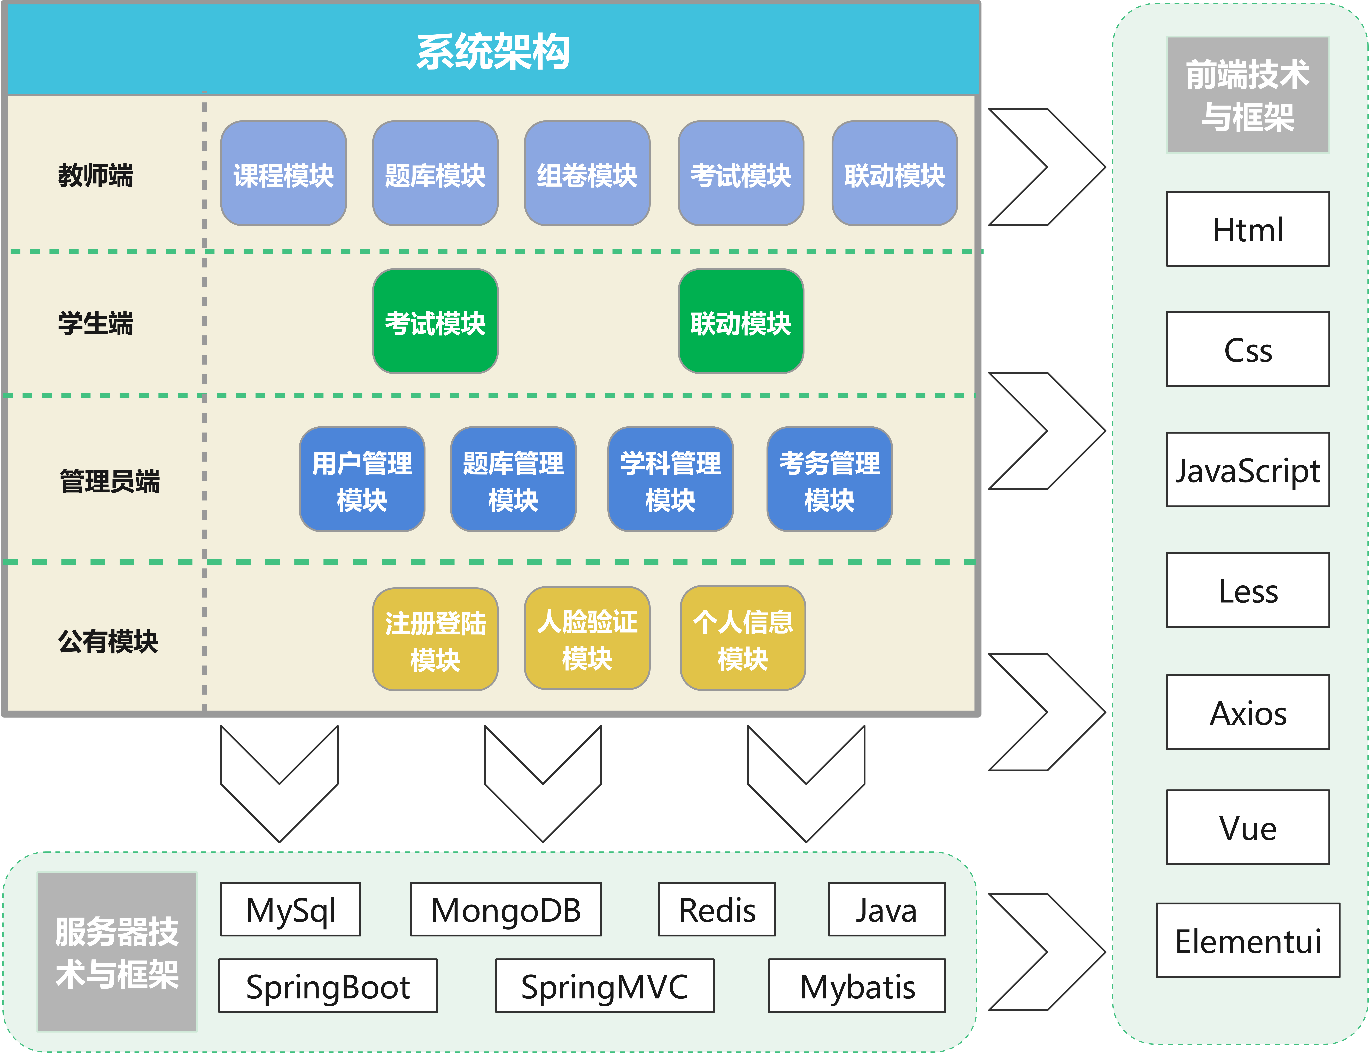 系统架构
教师端
课程模块
题库模块
组卷模块
考试模块
联动模块
学生端
考试模块
联动模块
管理员端
用户管理
模块
题库管理
模块
学科管理
模块
考务管理
模块
公有模块
注册登陆
模块
人脸验证
模块
个人信息
模块
服务器技
术与框架
MySql
MongoDB
Redis
Java
SpringBoot
SpringMVC
Mybatis
前端技术
与框架
Html
Css
JavaScript
Less
Axios
Vue
Elementui